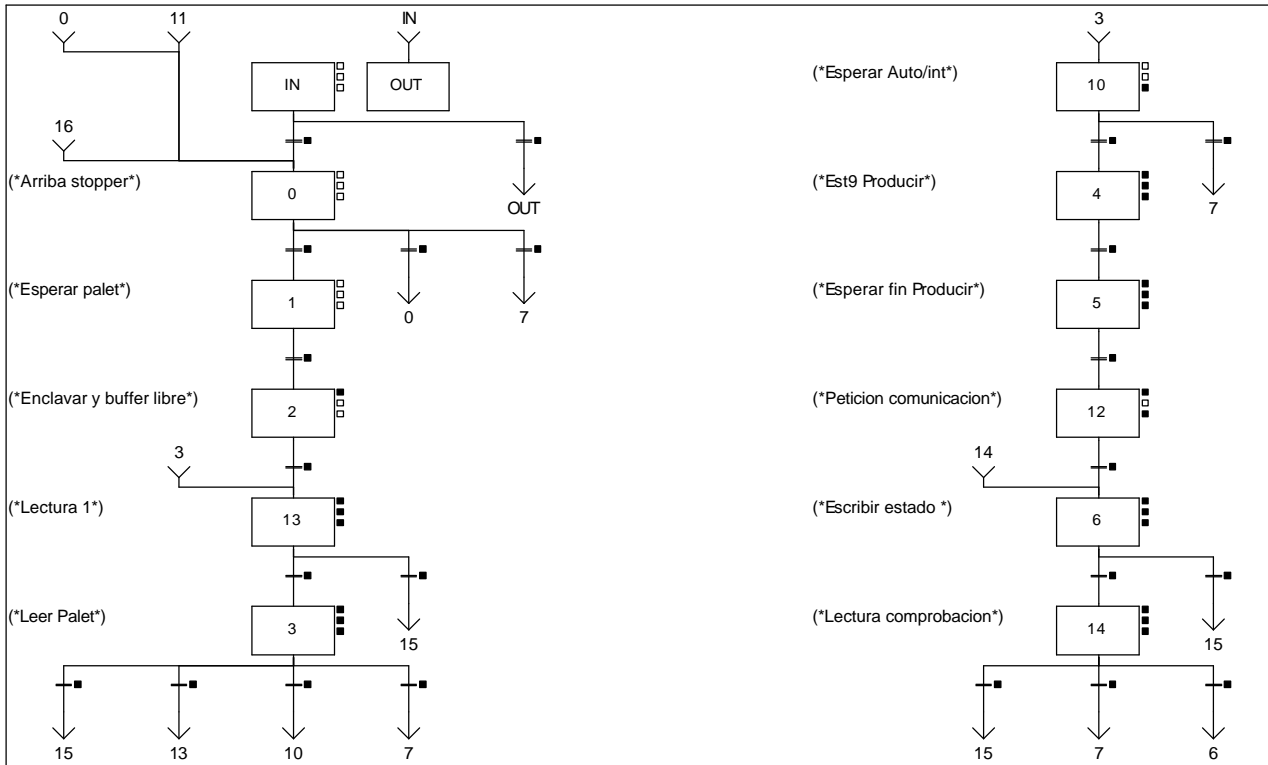 0 11 IN 3
IN OUT (*Esperar Auto/int*) 10
16
(*Arriba stopper*) 0 OUT (*Est9 Producir*) 4 7
(*Esperar palet*) 1 0 7 (*Esperar fin Producir*) 5
(*Enclavar y buffer libre*) 2 (*Peticion comunicacion*) 12
3 14
(*Lectura 1*) 13 (*Escribir estado *) 6
(*Leer Palet*) 3 15 (*Lectura comprobacion*) 14 15
15 13 10 7 15 7 6